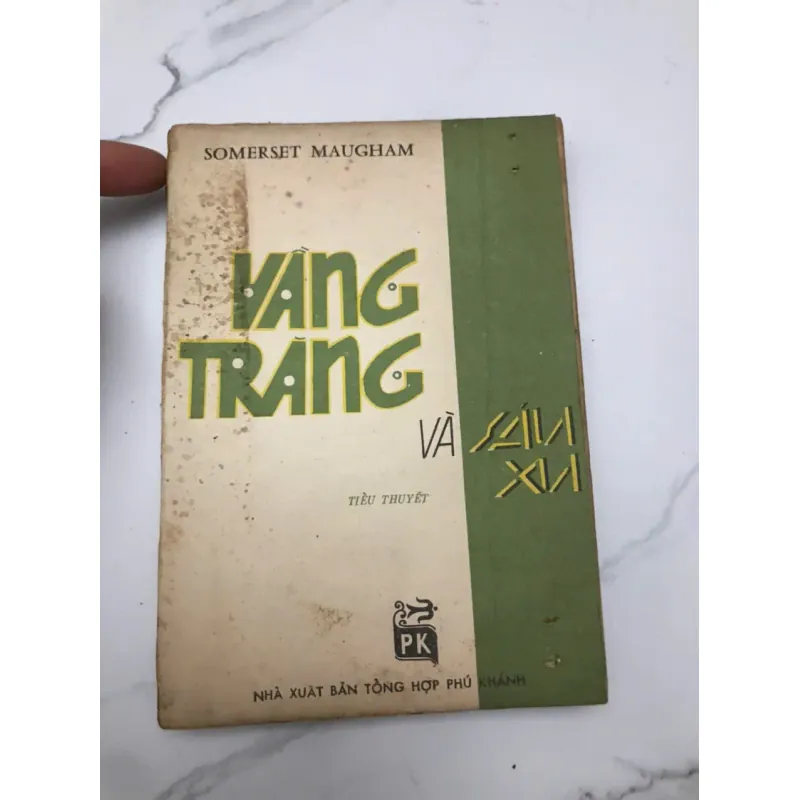 SOMERSET MAUGHAM
VẦNG
TRĂNG
VÀ SÁU
XU
TIỂU THUYẾT
PK
NHÀ XUẤT BẢN TỔNG HỢP PHÚ KHÁNH